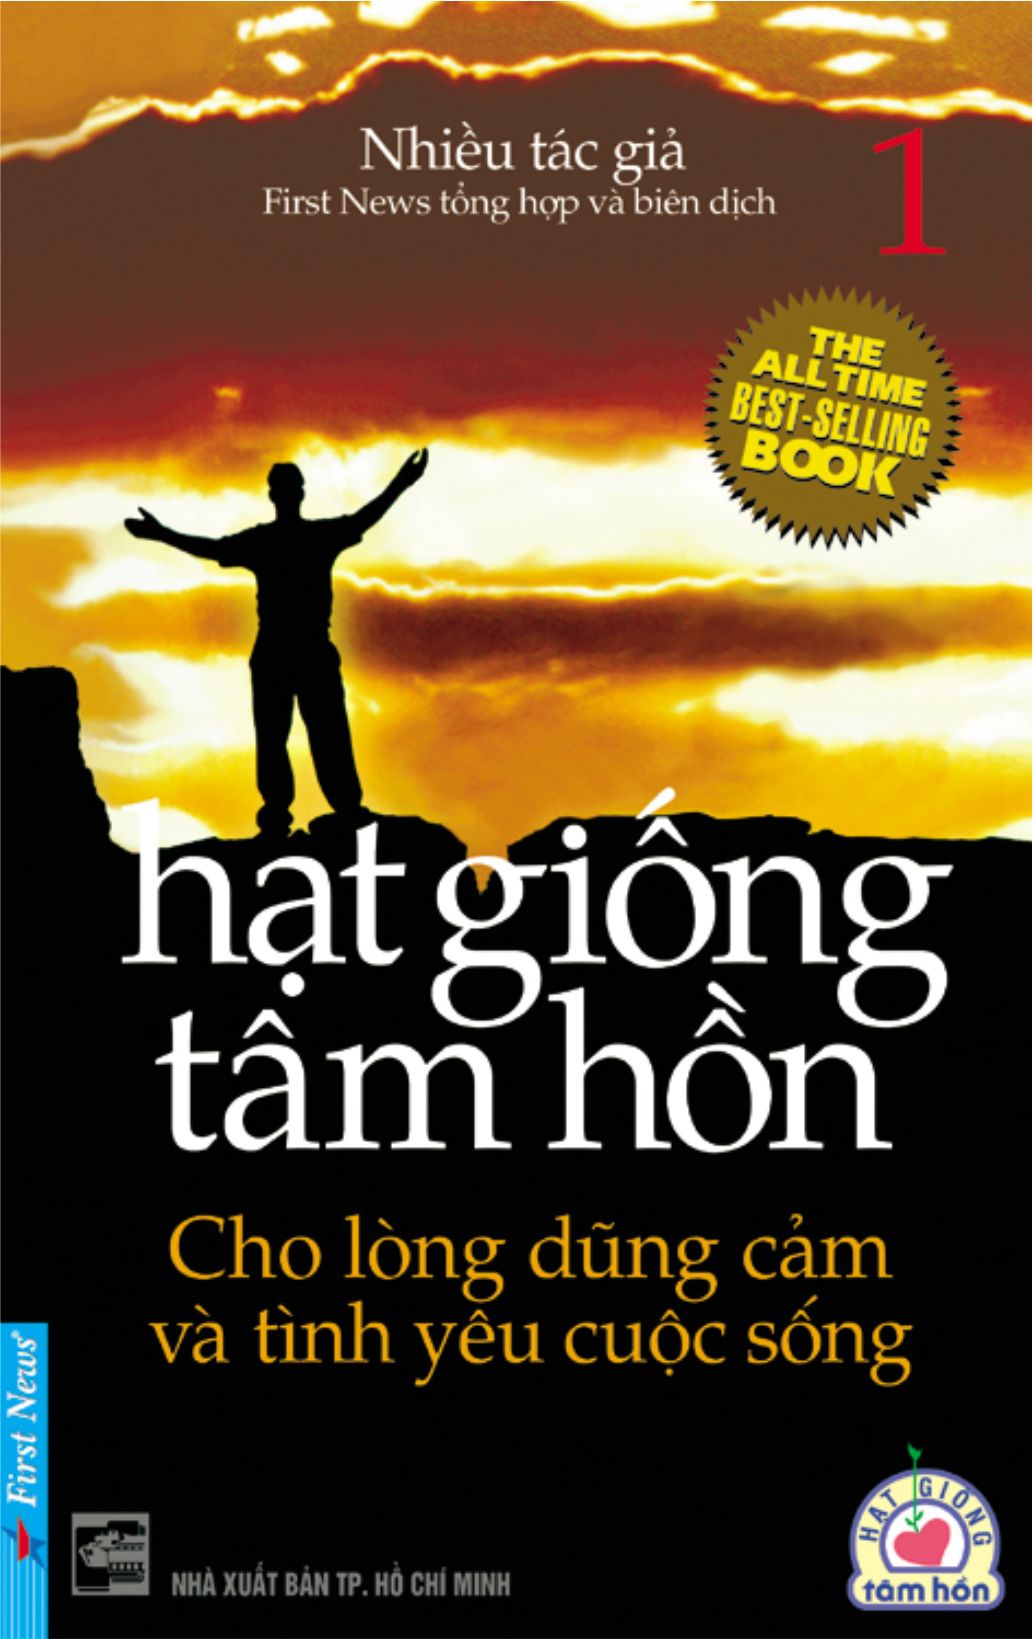 Nhiều tác giả
First News tổng hợp và biên dịch
1
THE
ALL TIME
BEST-SELLING
BOOK
hạt giống
tâm hồn
Cho lòng dũng cảm
và tình yêu cuộc sống
First News®
NHÀ XUẤT BẢN TP. HỒ CHÍ MINH
HẠT GIỐNG
tâm hồn